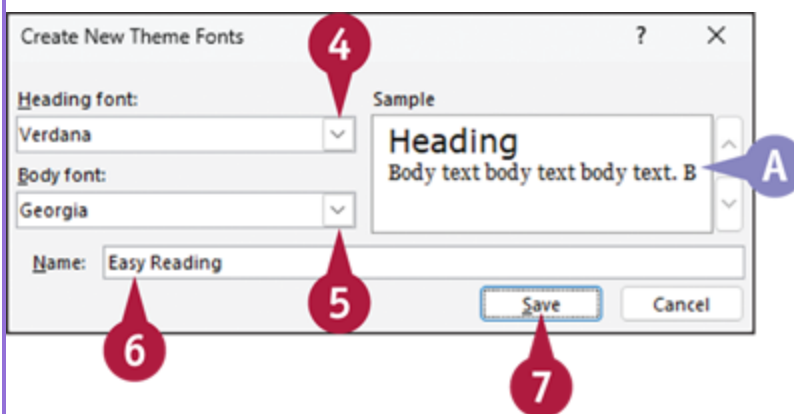 Create New Theme Fonts
?
4
Heading font:
Sample
Verdana
Heading
Body text body text body text. B
A
Body font:
Georgia
Name: Easy Reading
5
Save
Cancel
6
7